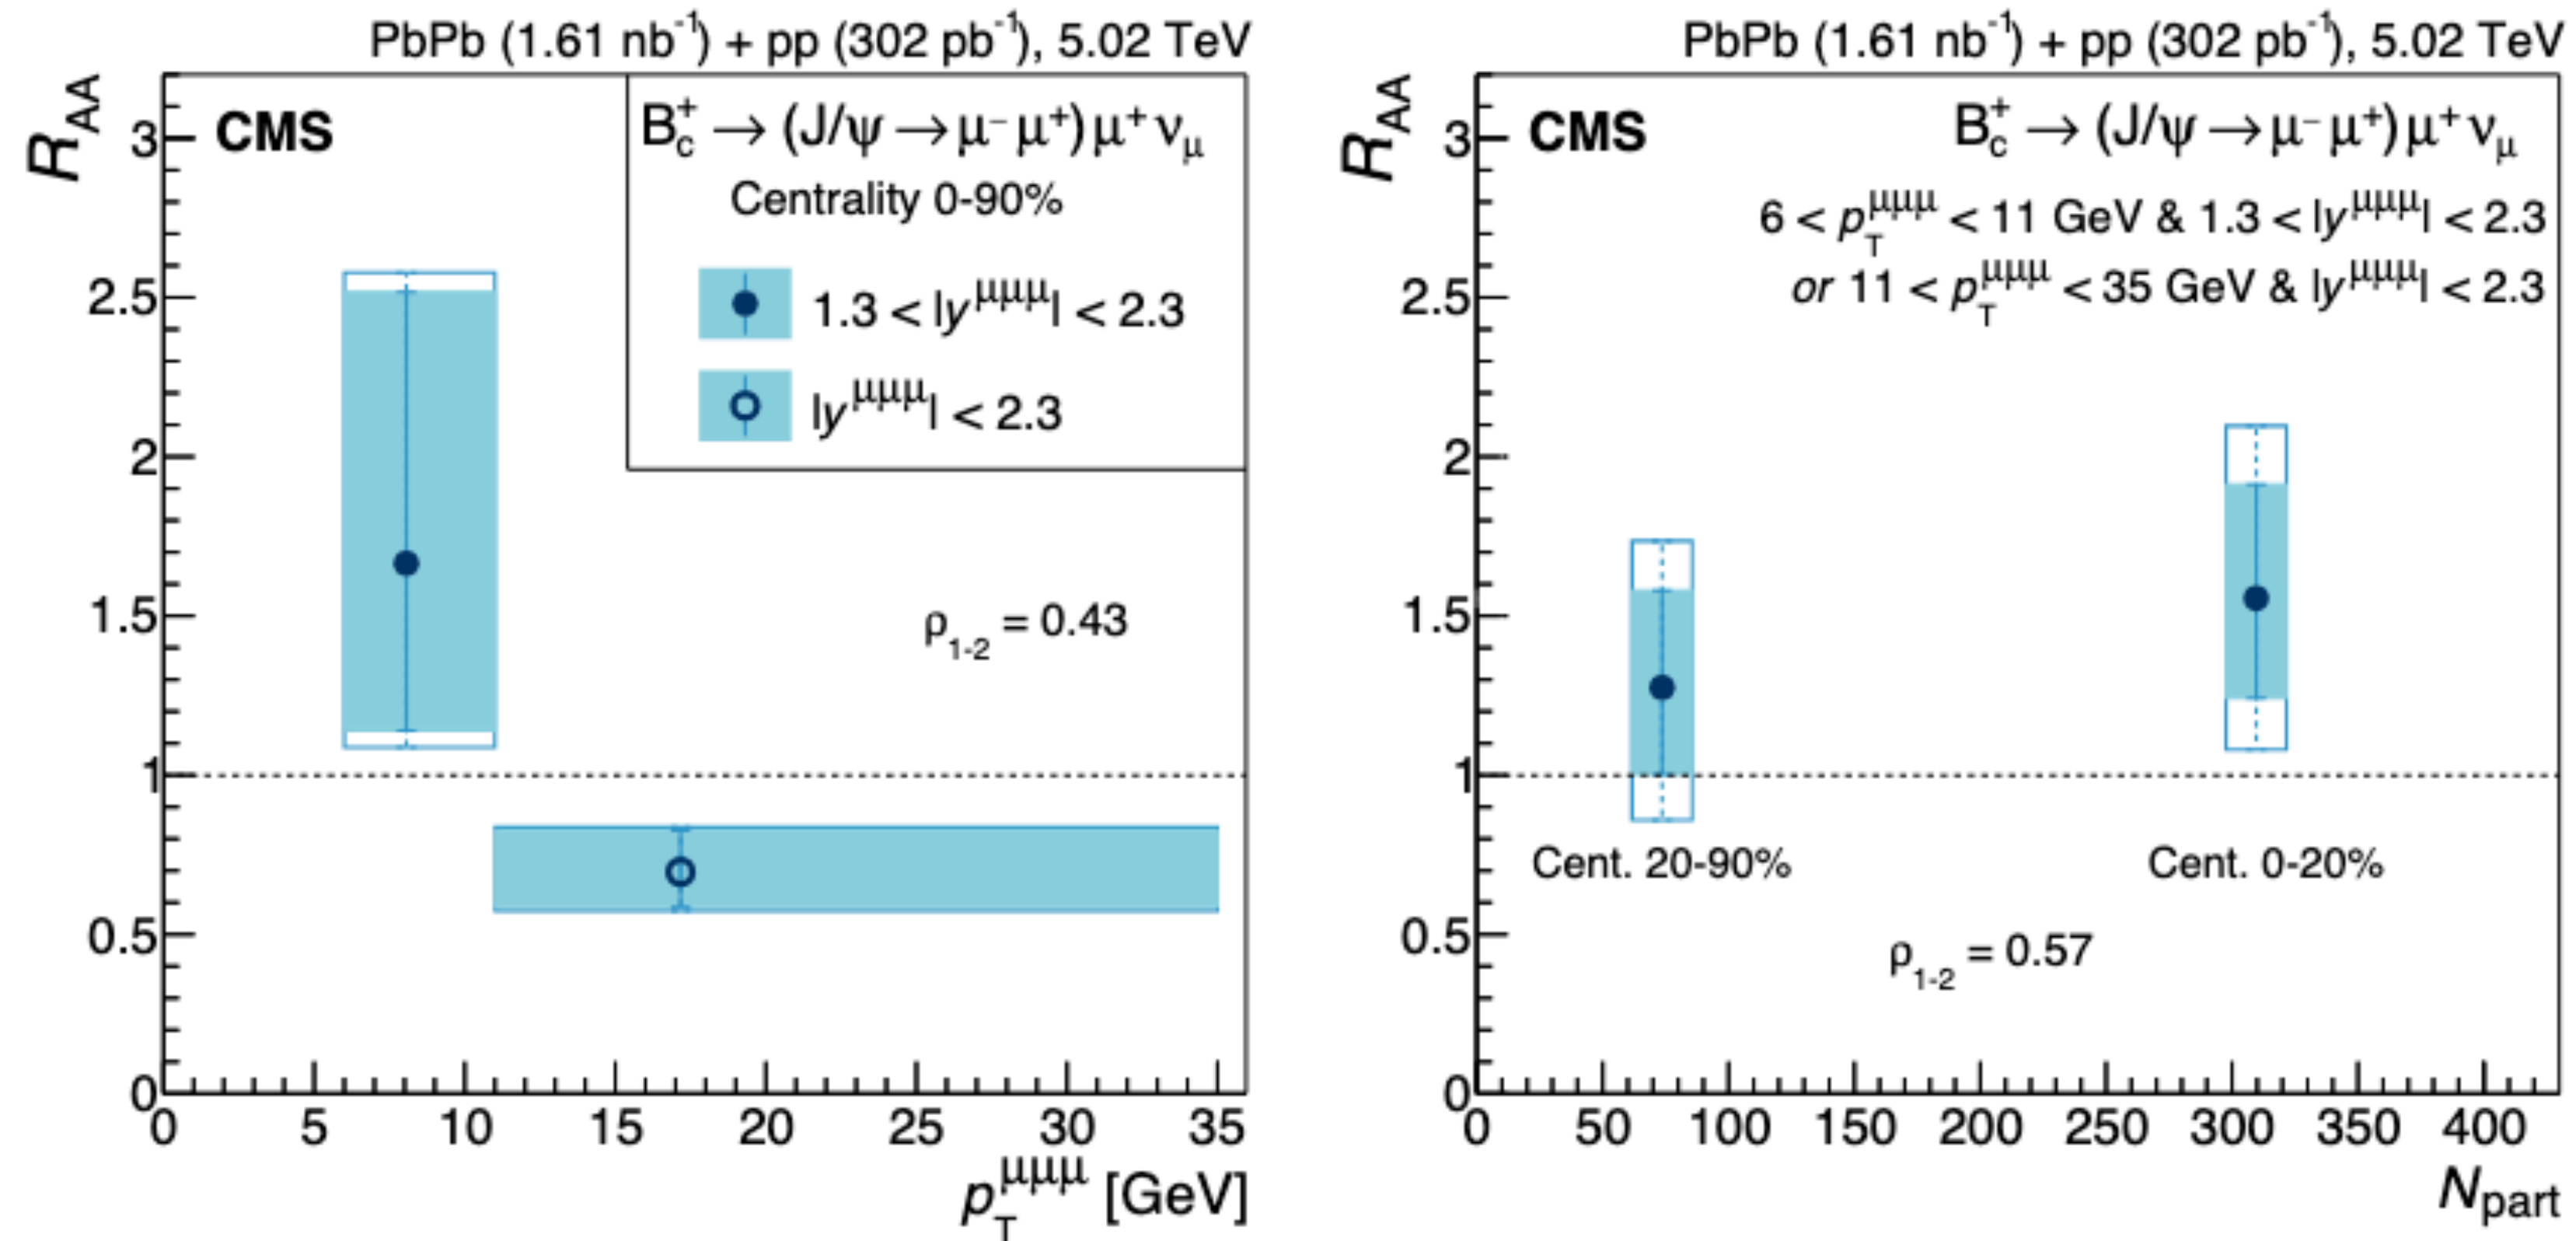 PbPb (1.61 nb⁻¹) + pp (302 pb⁻¹), 5.02 TeV
R_AA
CMS
B_c⁺ → (J/ψ → μ⁻ μ⁺) μ⁺ ν_μ
Centrality 0-90%
1.3 < |y^μμμ| < 2.3
|y^μμμ| < 2.3
ρ₁₋₂ = 0.43
3
2.5
2
1.5
1
0.5
0
0 5 10 15 20 25 30 35
p_T^μμμ [GeV]
PbPb (1.61 nb⁻¹) + pp (302 pb⁻¹), 5.02 TeV
R_AA
CMS
B_c⁺ → (J/ψ → μ⁻ μ⁺) μ⁺ ν_μ
6 < p_T^μμμ < 11 GeV & 1.3 < |y^μμμ| < 2.3
or 11 < p_T^μμμ < 35 GeV & |y^μμμ| < 2.3
Cent. 20-90%
Cent. 0-20%
ρ₁₋₂ = 0.57
3
2.5
2
1.5
1
0.5
0
0 50 100 150 200 250 300 350 400
N_part